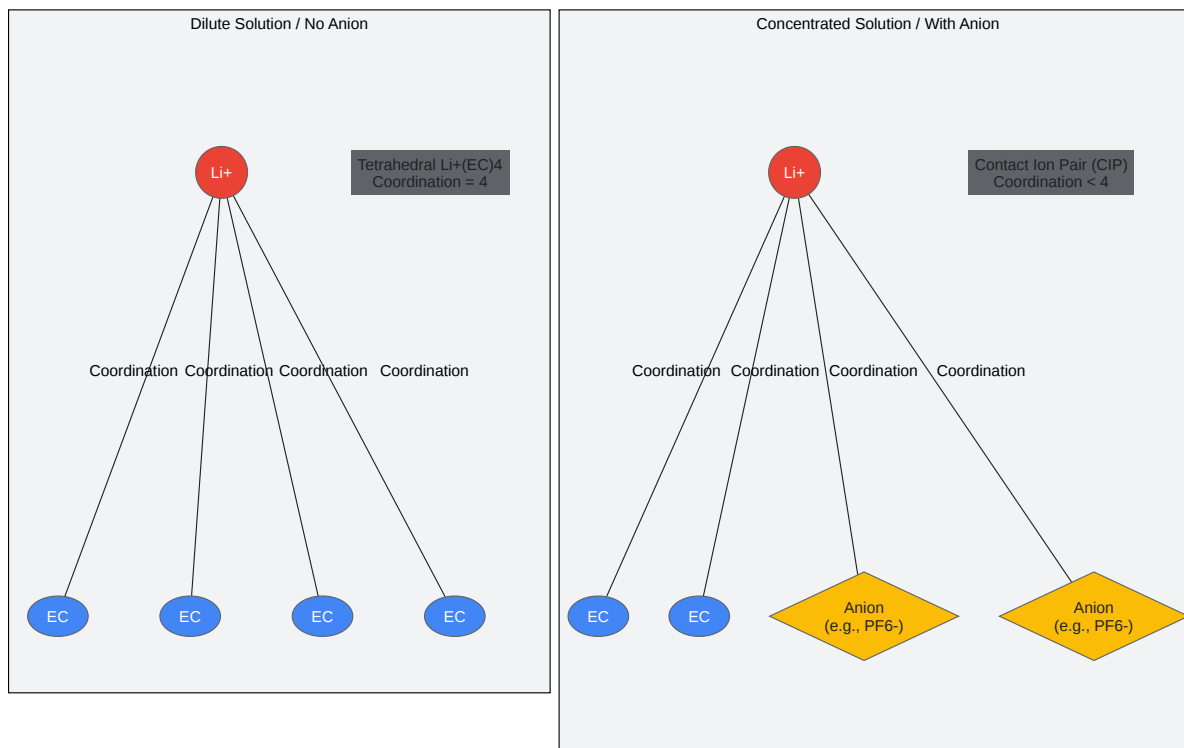 Dilute Solution / No Anion
Li+
Tetrahedral Li+(EC)4
Coordination = 4
Coordination
Coordination
Coordination
Coordination
EC
EC
EC
EC
Concentrated Solution / With Anion
Li+
Contact Ion Pair (CIP)
Coordination < 4
Coordination
Coordination
Coordination
Coordination
EC
EC
Anion
(e.g., PF6-)
Anion
(e.g., PF6-)